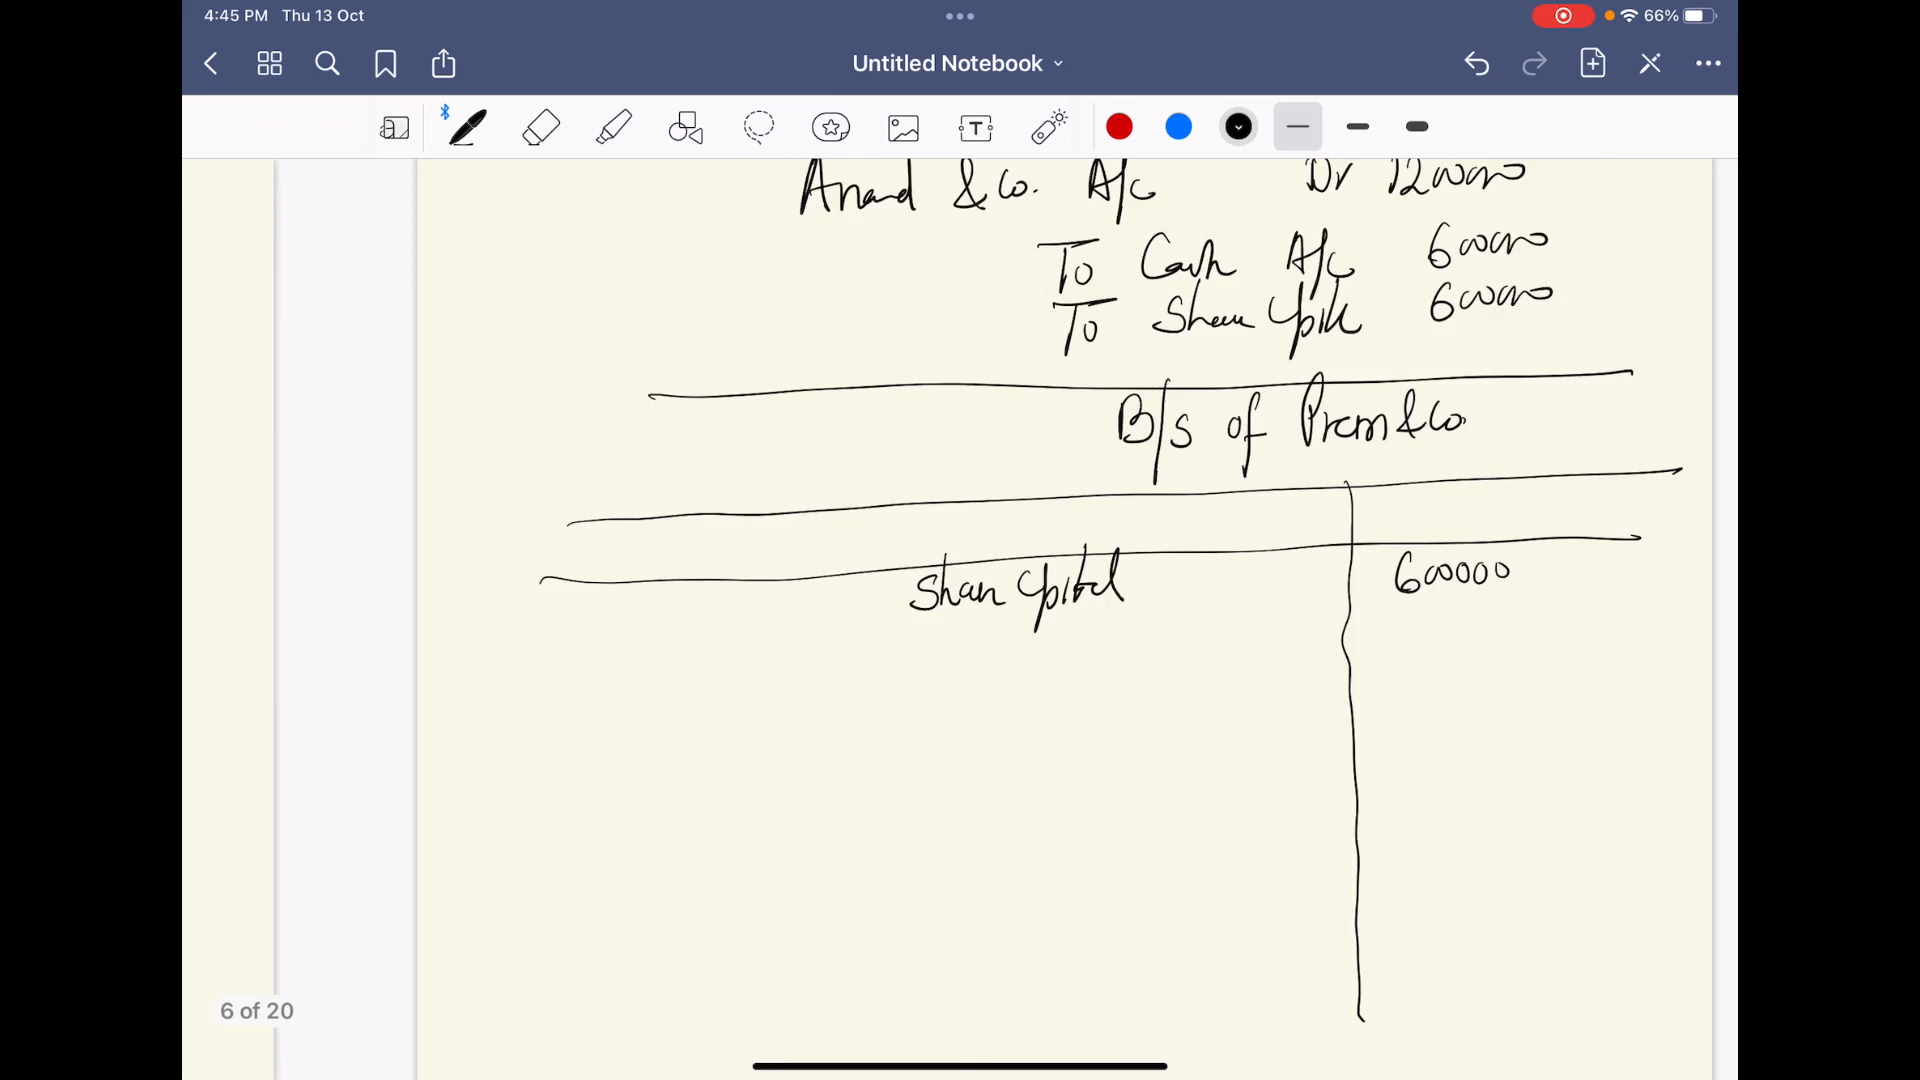 4:45 PM Thu 13 Oct
66%
Untitled Notebook
T
Anand & Co. A/c Dr 1200000
To Cash A/c 600000
To Share Capital 600000
B/s of Prem & Co.
Share Capital 600000
6 of 20